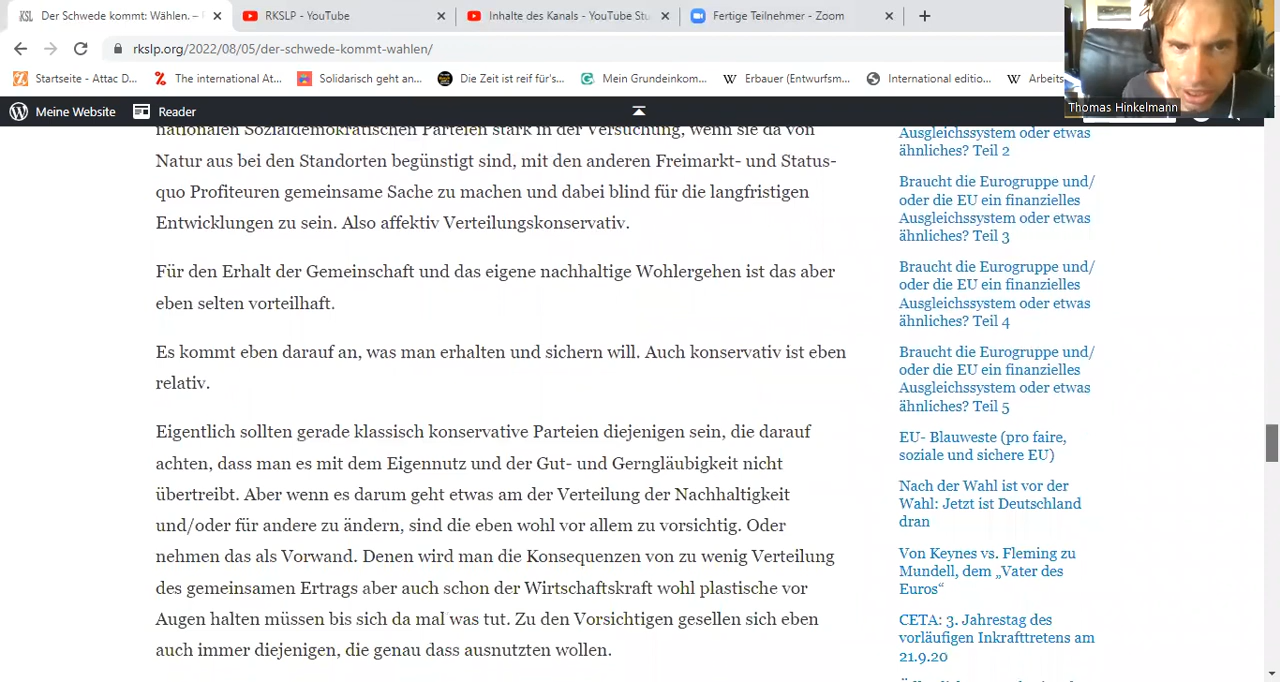 Der Schwede kommt: Wählen. –
RKSLP - YouTube
Inhalte des Kanals - YouTube Stu
Fertige Teilnehmer - Zoom
rkslp.org/2022/08/05/der-schwede-kommt-wahlen/
Startseite - Attac D...
The international At...
Solidarisch geht an...
Die Zeit ist reif für's...
Mein Grundeinkom...
Erbauer (Entwurfsm...
International editio...
Arbeits
Thomas Hinkelmann
Meine Website
Reader
nationalen Sozialdemokratischen Parteien stark in der Versuchung, wenn sie da von
Natur aus bei den Standorten begünstigt sind, mit den anderen Freimarkt- und Status-
quo Profiteuren gemeinsame Sache zu machen und dabei blind für die langfristigen
Entwicklungen zu sein. Also affektiv Verteilungskonservativ.
Für den Erhalt der Gemeinschaft und das eigene nachhaltige Wohlergehen ist das aber
eben selten vorteilhaft.
Es kommt eben darauf an, was man erhalten und sichern will. Auch konservativ ist eben
relativ.
Eigentlich sollten gerade klassisch konservative Parteien diejenigen sein, die darauf
achten, dass man es mit dem Eigennutz und der Gut- und Gerngläubigkeit nicht
übertreibt. Aber wenn es darum geht etwas am der Verteilung der Nachhaltigkeit
und/oder für andere zu ändern, sind die eben wohl vor allem zu vorsichtig. Oder
nehmen das als Vorwand. Denen wird man die Konsequenzen von zu wenig Verteilung
des gemeinsamen Ertrags aber auch schon der Wirtschaftskraft wohl plastische vor
Augen halten müssen bis sich da mal was tut. Zu den Vorsichtigen gesellen sich eben
auch immer diejenigen, die genau dass ausnutzten wollen.
Ausgleichssystem oder etwas
ähnliches? Teil 2
Braucht die Eurogruppe und/
oder die EU ein finanzielles
Ausgleichssystem oder etwas
ähnliches? Teil 3
Braucht die Eurogruppe und/
oder die EU ein finanzielles
Ausgleichssystem oder etwas
ähnliches? Teil 4
Braucht die Eurogruppe und/
oder die EU ein finanzielles
Ausgleichssystem oder etwas
ähnliches? Teil 5
EU- Blauweste (pro faire,
soziale und sichere EU)
Nach der Wahl ist vor der
Wahl: Jetzt ist Deutschland
dran
Von Keynes vs. Fleming zu
Mundell, dem „Vater des
Euros“
CETA: 3. Jahrestag des
vorläufigen Inkrafttretens am
21.9.20